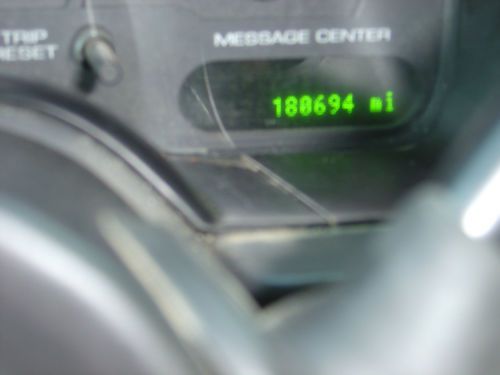 TRIP
RESET
MESSAGE CENTER
180694 mi